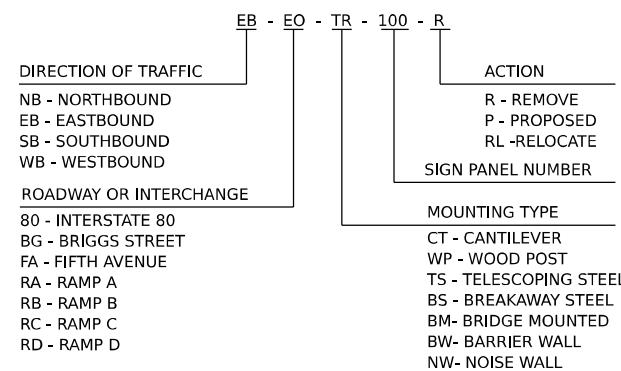 EB - EO - TR - 100 - R
DIRECTION OF TRAFFIC
NB - NORTHBOUND
EB - EASTBOUND
SB - SOUTHBOUND
WB - WESTBOUND
ROADWAY OR INTERCHANGE
80 - INTERSTATE 80
BG - BRIGGS STREET
FA - FIFTH AVENUE
RA - RAMP A
RB - RAMP B
RC - RAMP C
RD - RAMP D
ACTION
R - REMOVE
P - PROPOSED
RL -RELOCATE
SIGN PANEL NUMBER
MOUNTING TYPE
CT - CANTILEVER
WP - WOOD POST
TS - TELESCOPING STEEL
BS - BREAKAWAY STEEL
BM- BRIDGE MOUNTED
BW- BARRIER WALL
NW- NOISE WALL